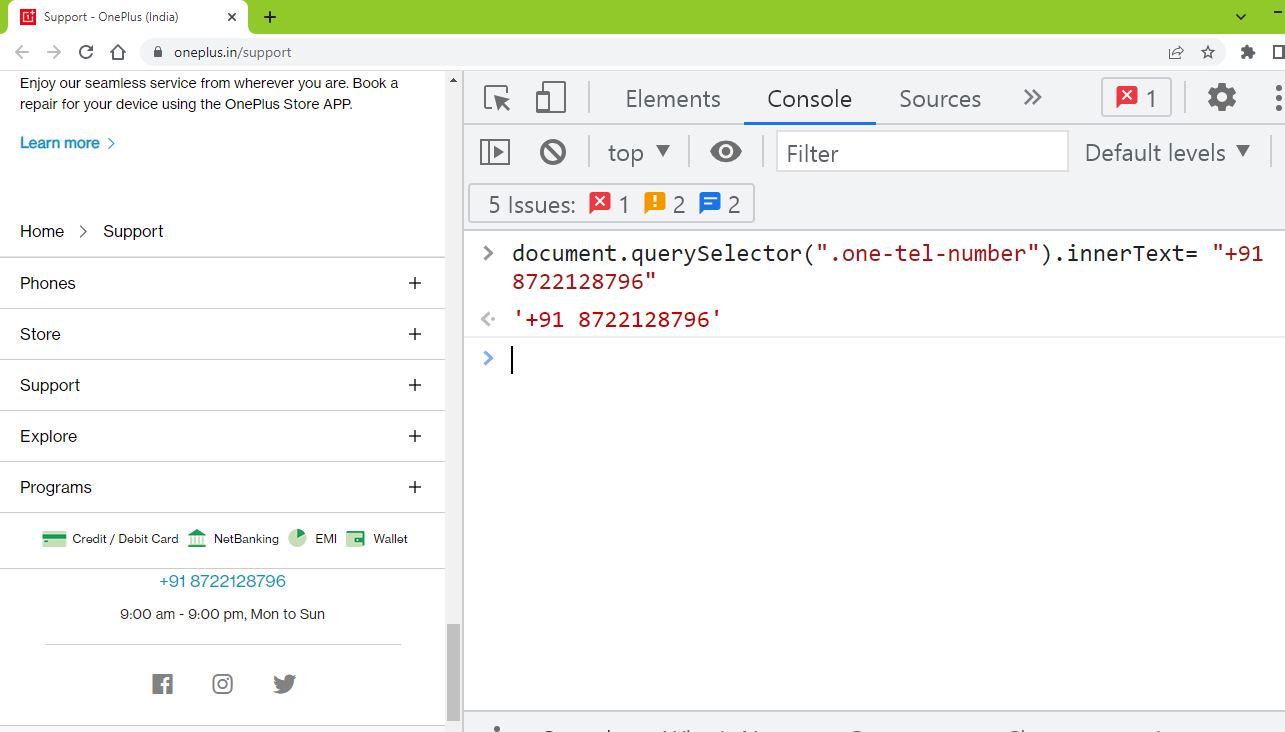 Support - OnePlus (India)
oneplus.in/support
Enjoy our seamless service from wherever you are. Book a
repair for your device using the OnePlus Store APP.
Learn more
Home > Support
Phones +
Store +
Support +
Explore +
Programs +
Credit / Debit Card NetBanking EMI Wallet
+91 8722128796
9:00 am - 9:00 pm, Mon to Sun
Elements Console Sources » 1
top ▼ Filter Default levels ▼
5 Issues: 1 2 2
> document.querySelector(".one-tel-number").innerText= "+91
8722128796"
'+91 8722128796'
>